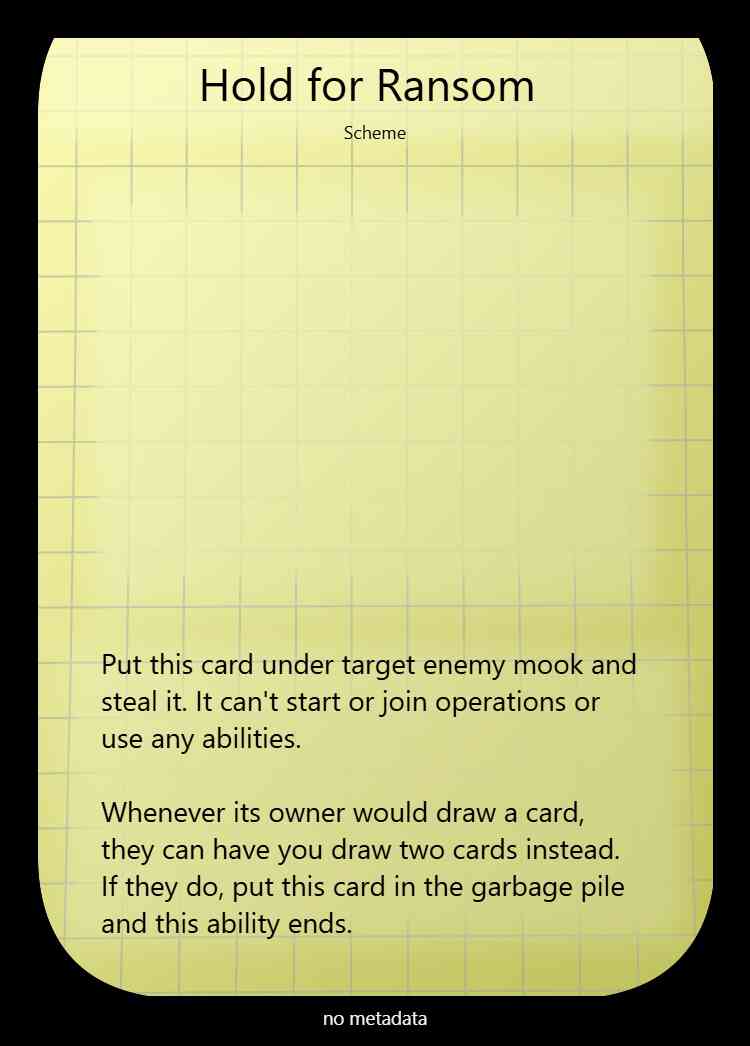 Hold for Ransom
Scheme
Put this card under target enemy mook and
steal it. It can't start or join operations or
use any abilities.
Whenever its owner would draw a card,
they can have you draw two cards instead.
If they do, put this card in the garbage pile
and this ability ends.
no metadata